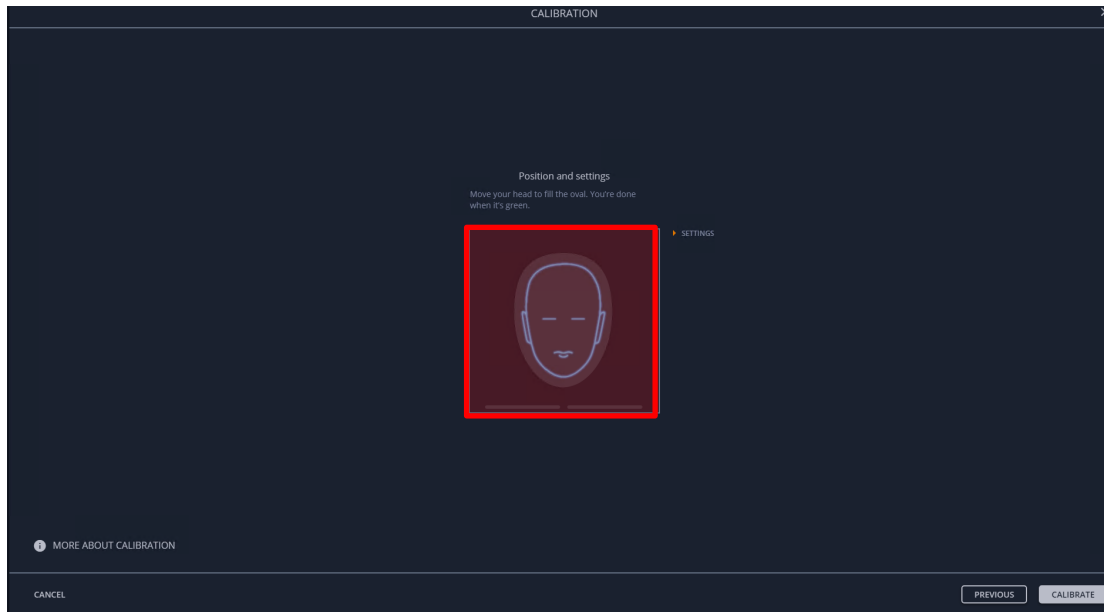 CALIBRATION
Position and settings
Move your head to fill the oval. You're done
when it's green.
SETTINGS
MORE ABOUT CALIBRATION
CANCEL
PREVIOUS
CALIBRATE